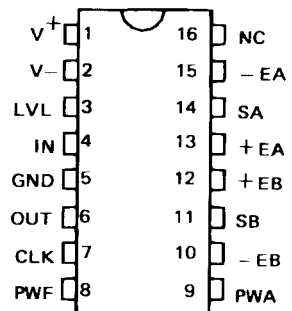 V+ 1 16 NC
V- 2 15 -EA
LVL 3 14 SA
IN 4 13 +EA
GND 5 12 +EB
OUT 6 11 SB
CLK 7 10 -EB
PWF 8 9 PWA